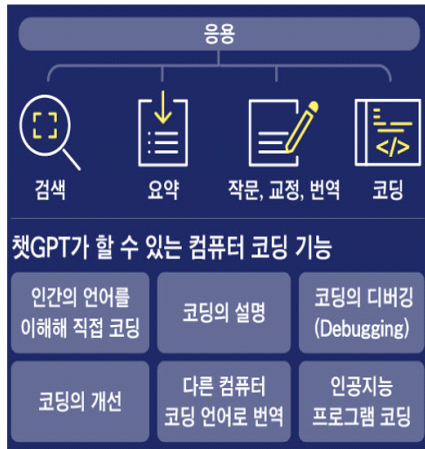 응용
검색
요약
작문, 교정, 번역
코딩
</>
챗GPT가 할 수 있는 컴퓨터 코딩 기능
인간의 언어를
이해해 직접 코딩
코딩의 설명
코딩의 디버깅
(Debugging)
코딩의 개선
다른 컴퓨터
코딩 언어로 번역
인공지능
프로그램 코딩